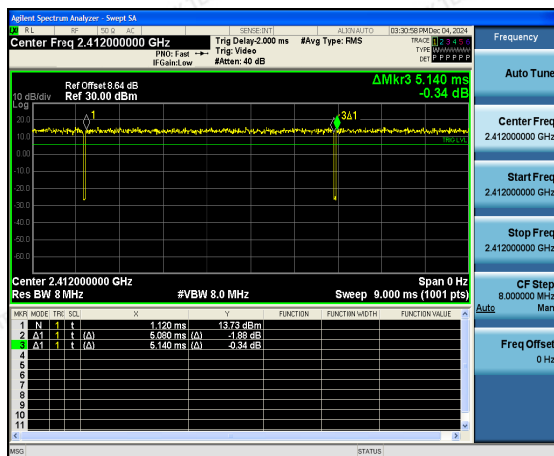 Agilent Spectrum Analyzer - Swept SA
RL RF 50 Ω AC SENSE:INT ALIGNAUTO 03:30:58 PM Dec 04, 2024
Center Freq 2.412000000 GHz
PNO: Fast
IFGain:Low
Trig Delay-2.000 ms
Trig: Video
#Atten: 40 dB
#Avg Type: RMS
TRACE 1 2 3 4 5 6
TYPE
DET P P P P P P
Ref Offset 8.64 dB
10 dB/div Ref 30.00 dBm
Log
ΔMkr3 5.140 ms
-0.34 dB
20.0
10.0
0.00
-10.0
-20.0
-30.0
-40.0
-50.0
-60.0
1
3Δ1
TRIG LVL
Center 2.412000000 GHz Span 0 Hz
Res BW 8 MHz #VBW 8.0 MHz Sweep 9.000 ms (1001 pts)
MKR MODE TRC SCL X Y FUNCTION FUNCTION WIDTH FUNCTION VALUE
1 N 1 t 1.120 ms 13.73 dBm
2 Δ1 1 t (Δ) 5.080 ms (Δ) -1.88 dB
3 Δ1 1 t (Δ) 5.140 ms (Δ) -0.34 dB
4
5
6
7
8
9
10
11
MSG STATUS
Frequency
Auto Tune
Center Freq
2.412000000 GHz
Start Freq
2.412000000 GHz
Stop Freq
2.412000000 GHz
CF Step
8.000000 MHz
Auto Man
Freq Offset
0 Hz